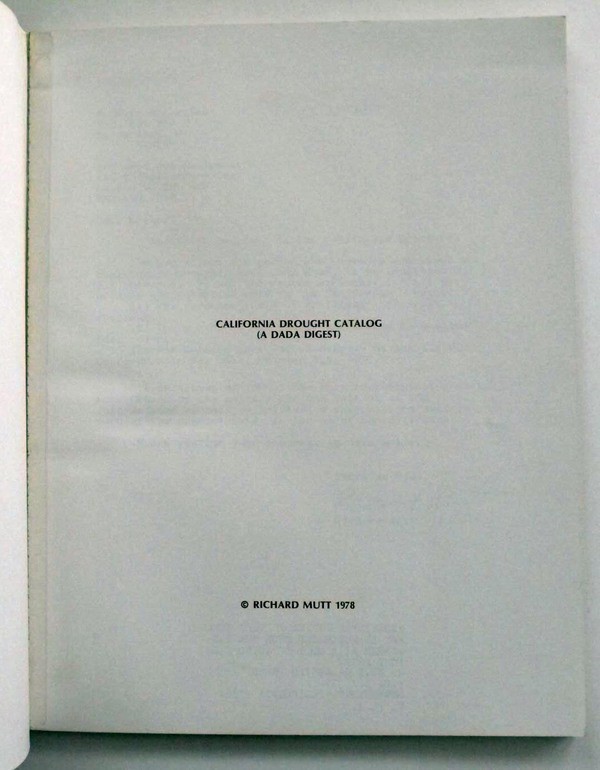 CALIFORNIA DROUGHT CATALOG
(A DADA DIGEST)
© RICHARD MUTT 1978